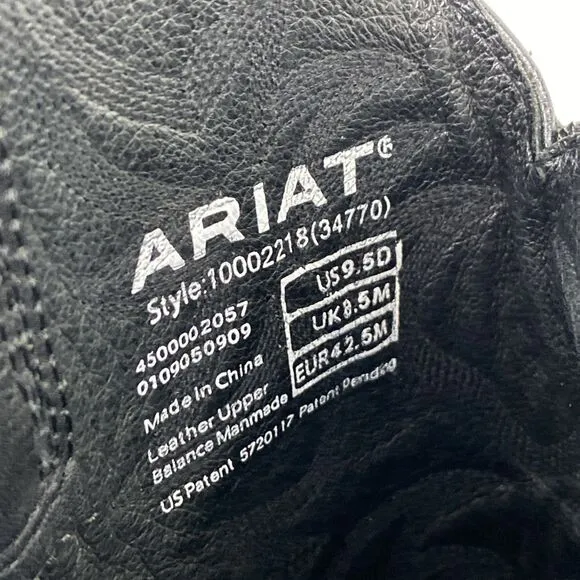 ARIAT®
Style:10002218(34770)
4500002057
0109050909
US9.5D
UK8.5M
EUR42.5M
Made in China
Leather Upper
Balance Manmade
US Patent 5720117 Patent Pending